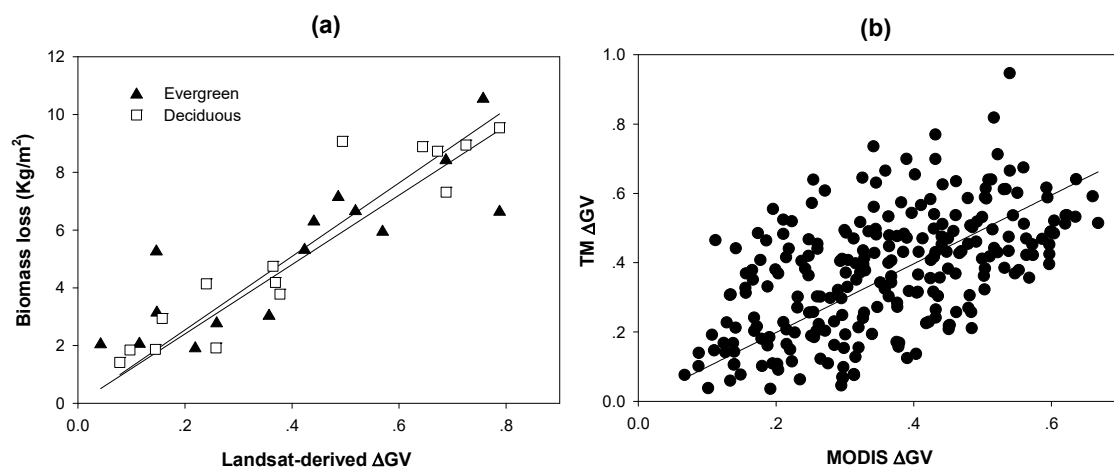 (a)
12
10
8
6
4
2
0
0.0 .2 .4 .6 .8
Biomass loss (Kg/m²)
Landsat-derived ΔGV
Evergreen
Deciduous
(b)
1.0
.8
.6
.4
.2
0.0
0.0 .2 .4 .6
TM ΔGV
MODIS ΔGV